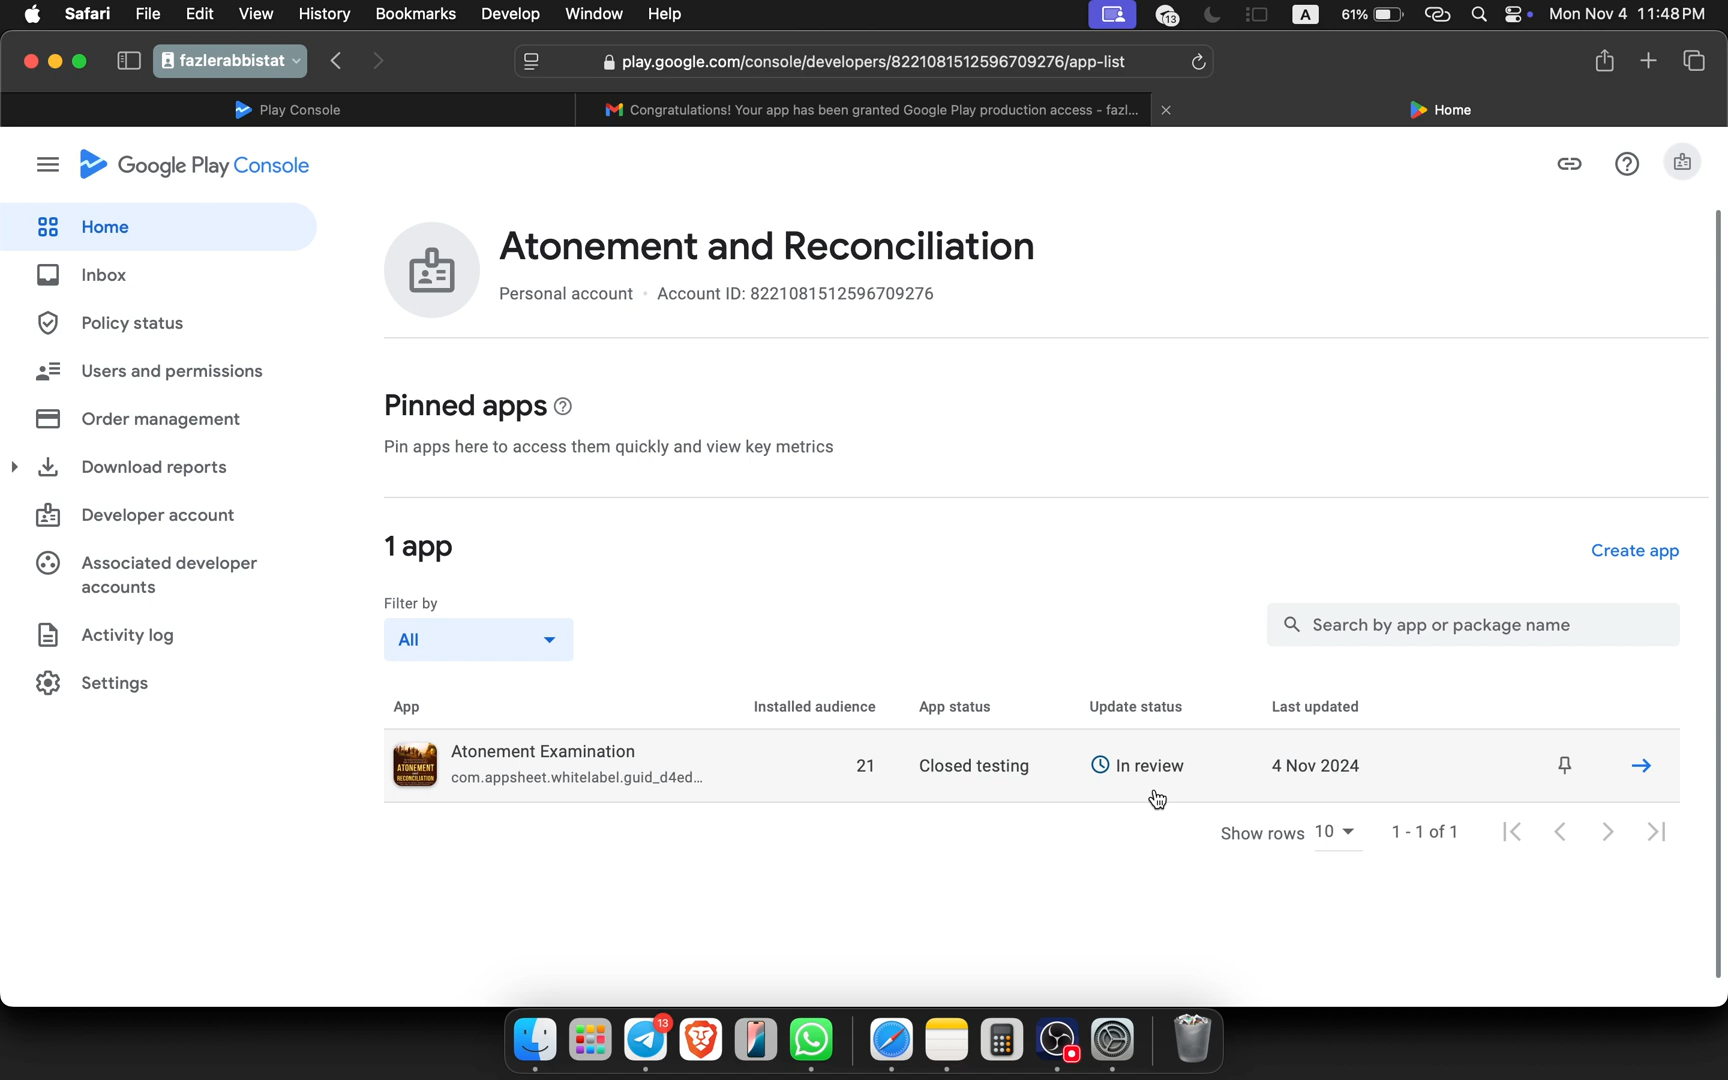 Safari File Edit View History Bookmarks Develop Window Help 13 A 61% Mon Nov 4 11:48 PM
fazlerabbistat play.google.com/console/developers/8221081512596709276/app-list
Play Console Congratulations! Your app has been granted Google Play production access - fazl... Home
Google Play Console
Home
Inbox
Policy status
Users and permissions
Order management
Download reports
Developer account
Associated developer
accounts
Activity log
Settings
Atonement and Reconciliation
Personal account · Account ID: 8221081512596709276
Pinned apps
Pin apps here to access them quickly and view key metrics
1 app
Create app
Filter by
All
Search by app or package name
App Installed audience App status Update status Last updated
ATONEMENT
RECONCILIATION
Atonement Examination
com.appsheet.whitelabel.guid_d4ed...
21 Closed testing In review 4 Nov 2024
Show rows 10 1 - 1 of 1
13